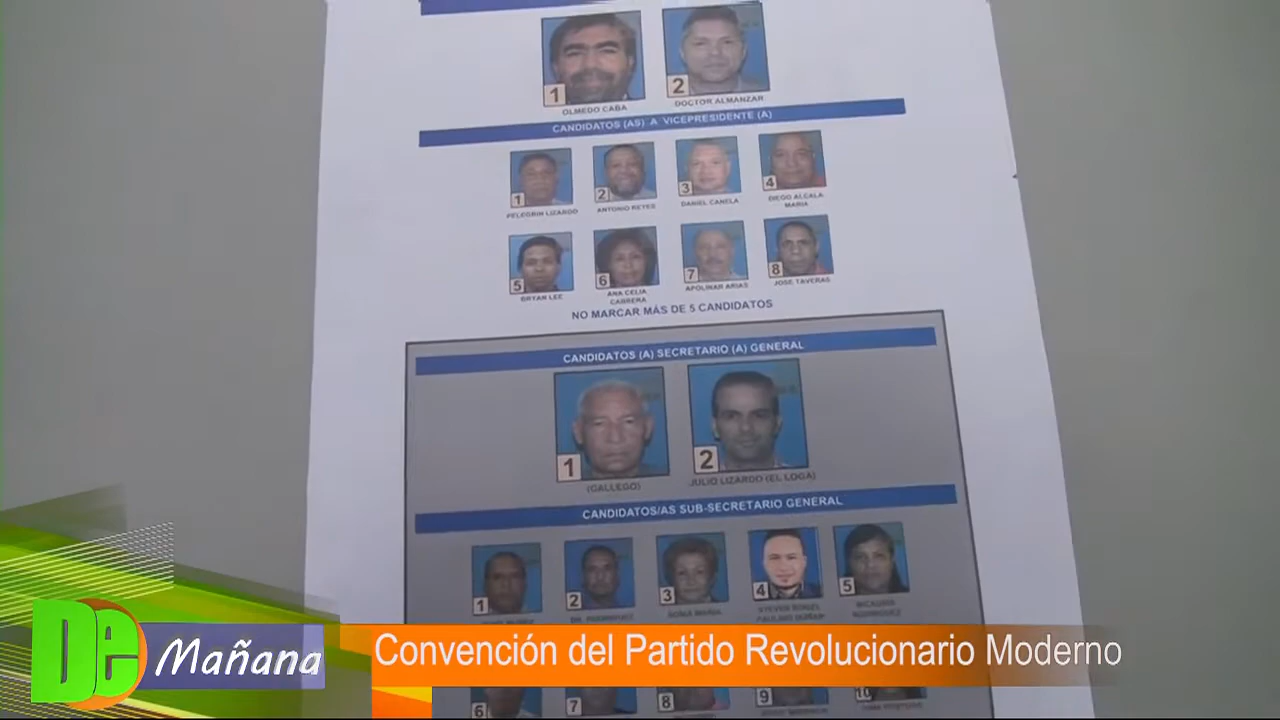 1
2
OLMEDO CABA
DOCTOR ALMANZAR
CANDIDATOS (AS) A VICEPRESIDENTE (A)
1
2
3
4
PELEGRIN LIZARDO
ANTONIO REYES
DANIEL CANELA
DIEGO ALCALA
MARIA
5
6
7
8
BRYAN LEE
ANA CELIA
CABRERA
APOLINAR ARIAS
JOSE TAVERAS
NO MARCAR MÁS DE 5 CANDIDATOS
CANDIDATOS (A) SECRETARIO (A) GENERAL
1
2
(GALLEGO)
JULIO LIZARDO (EL LOGA)
CANDIDATOS/AS SUB-SECRETARIO GENERAL
1
2
3
4
5
SONIA MARIA
De Mañana
Convención del Partido Revolucionario Moderno
6
7
8
9
10